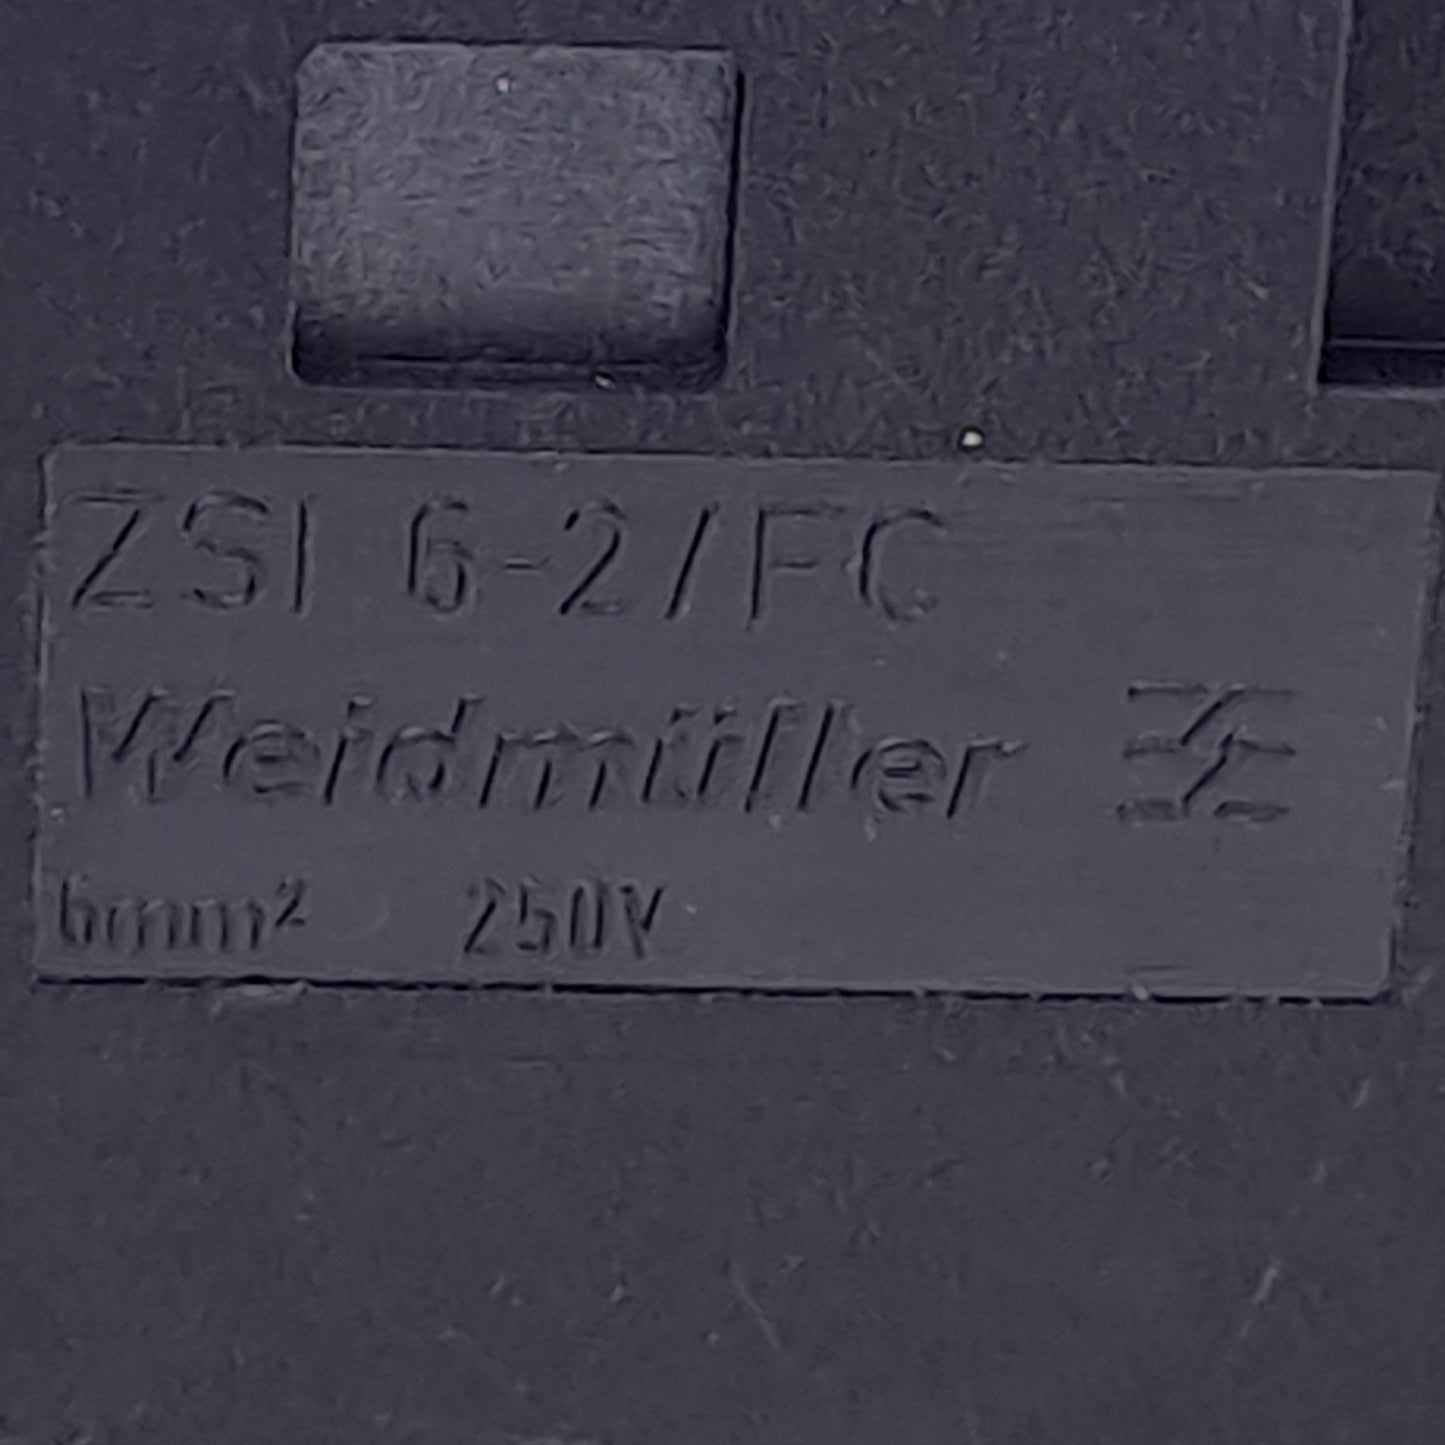 ZSI 6-2/FC
Weidmüller
6mm² 250V